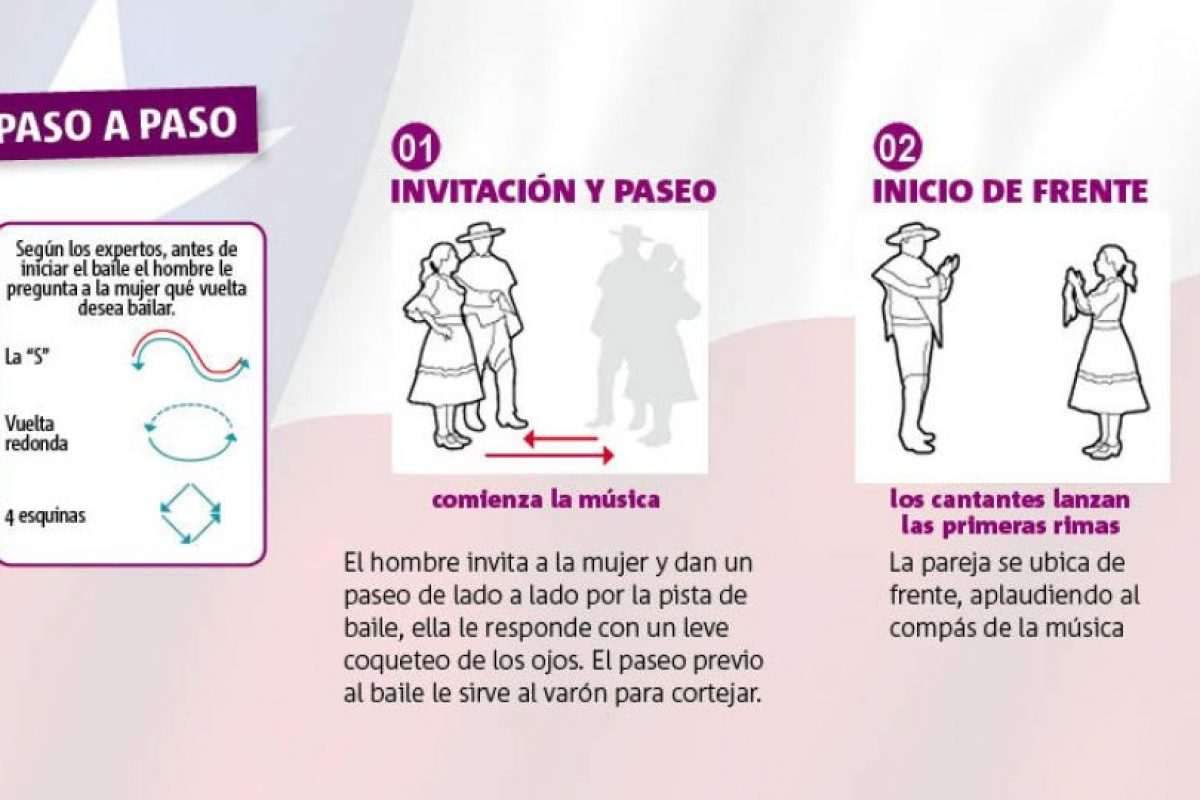 PASO A PASO
Según los expertos, antes de
iniciar el baile el hombre le
pregunta a la mujer qué vuelta
desea bailar.
La "S"
Vuelta
redonda
4 esquinas
01
INVITACIÓN Y PASEO
comienza la música
El hombre invita a la mujer y dan un
paseo de lado a lado por la pista de
baile, ella le responde con un leve
coqueteo de los ojos. El paseo previo
al baile le sirve al varón para cortejar.
02
INICIO DE FRENTE
los cantantes lanzan
las primeras rimas
La pareja se ubica de
frente, aplaudiendo al
compás de la música